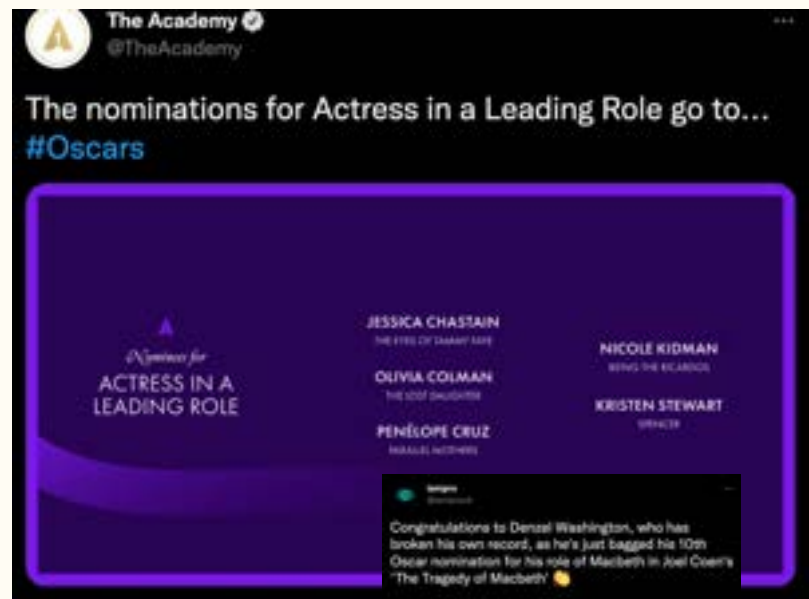 The Academy
@TheAcademy
The nominations for Actress in a Leading Role go to...
#Oscars
Nominees for
ACTRESS IN A
LEADING ROLE
JESSICA CHASTAIN
THE EYES OF TAMMY FAYE
OLIVIA COLMAN
THE LOST DAUGHTER
PENÉLOPE CRUZ
PARALLEL MOTHERS
NICOLE KIDMAN
BEING THE RICARDOS
KRISTEN STEWART
SPENCER
Congratulations to Denzel Washington, who has
broken his own record, as he's just bagged his 10th
Oscar nomination for his role of Macbeth in Joel Coen's
'The Tragedy of Macbeth' 👏